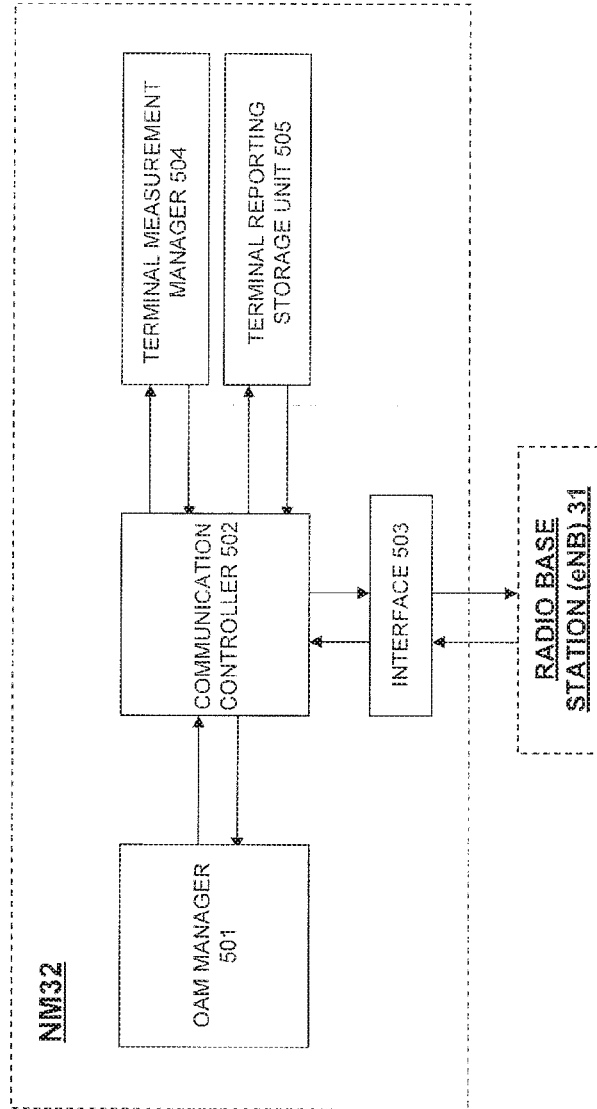 NM32
OAM MANAGER
501
COMMUNICATION
CONTROLLER 502
TERMINAL MEASUREMENT
MANAGER 504
TERMINAL REPORTING
STORAGE UNIT 505
INTERFACE 503
RADIO BASE
STATION (eNB) 31